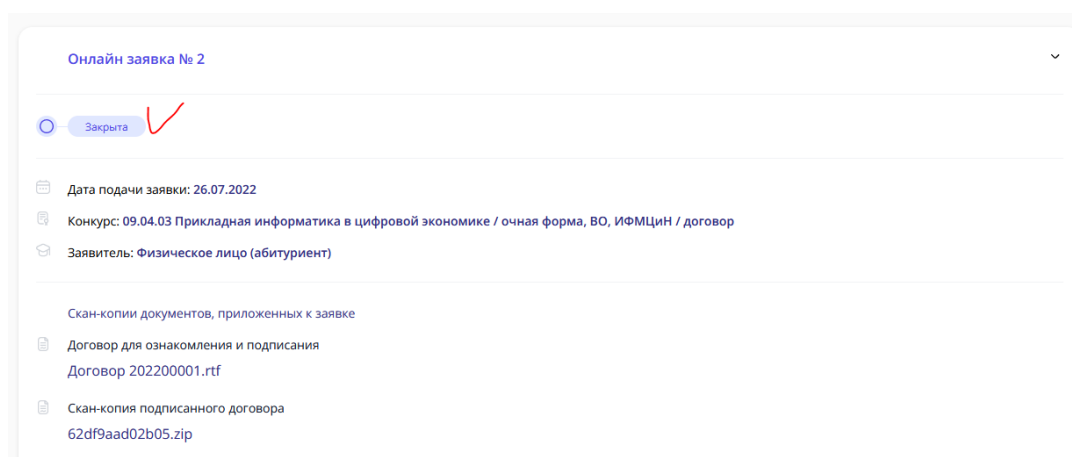 Онлайн заявка № 2
Закрыта
Дата подачи заявки: 26.07.2022
Конкурс: 09.04.03 Прикладная информатика в цифровой экономике / очная форма, ВО, ИФМЦиН / договор
Заявитель: Физическое лицо (абитуриент)
Скан-копии документов, приложенных к заявке
Договор для ознакомления и подписания
Договор 202200001.rtf
Скан-копия подписанного договора
62df9aad02b05.zip